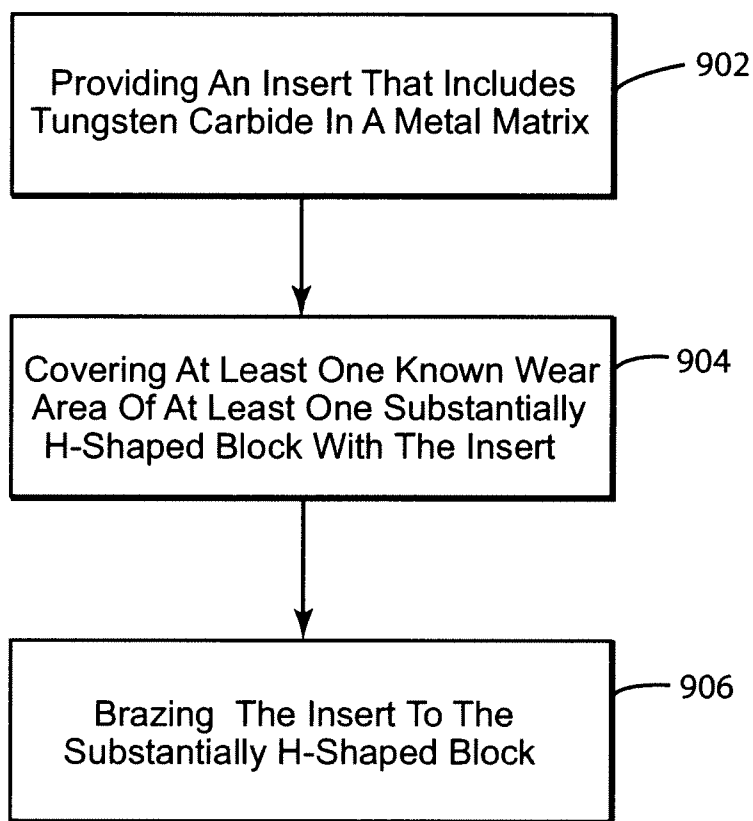 Providing An Insert That Includes
Tungsten Carbide In A Metal Matrix
902
Covering At Least One Known Wear
Area Of At Least One Substantially
H-Shaped Block With The Insert
904
Brazing The Insert To The
Substantially H-Shaped Block
906